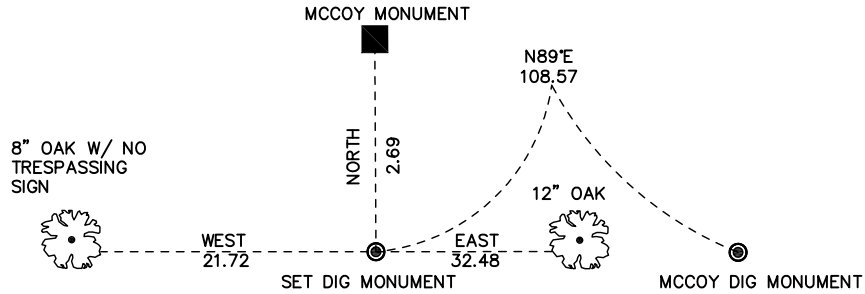 MCCOY MONUMENT
N89°E
108.57
8" OAK W/ NO
TRESPASSING
SIGN
NORTH
2.69
12" OAK
WEST
21.72
EAST
32.48
SET DIG MONUMENT
MCCOY DIG MONUMENT